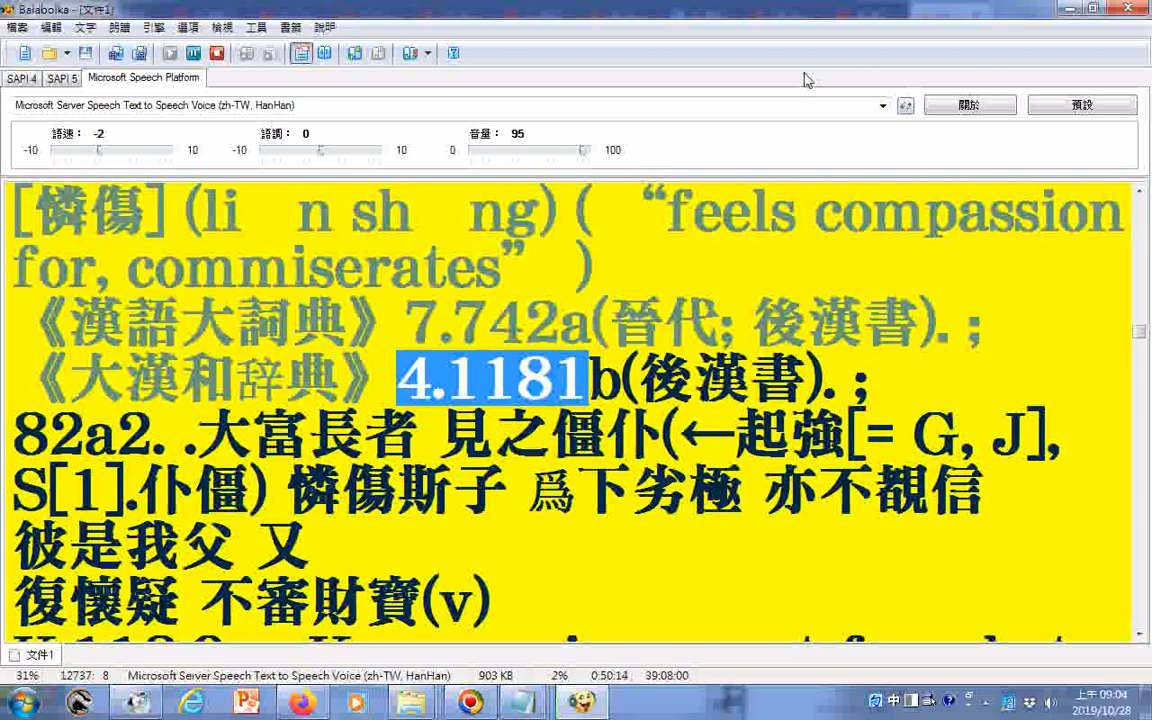 Balabolka - [文件1]
檔案 編輯 文字 朗讀 引擎 選項 檢視 工具 書籤 說明
SAPI 4 SAPI 5 Microsoft Speech Platform
Microsoft Server Speech Text to Speech Voice (zh-TW, HanHan) 關於 預設
語速： -2 語調： 0 音量： 95
-10 10 -10 10 0 100
[憐傷] (li n sh ng) ( “feels compassion
for, commiserates” )
《漢語大詞典》 7.742a(晉代; 後漢書). ;
《大漢和辞典》 4.1181b(後漢書). ;
82a2. .大富長者 見之僵仆(←起強[= G, J],
S[1].仆僵) 憐傷斯子 爲下劣極 亦不覩信
彼是我父 又
復懷疑 不審財寶(v)
文件1
31% 12737: 8 Microsoft Server Speech Text to Speech Voice (zh-TW, HanHan) 903 KB 2% 0:50:14 39:08:00
中 上午 09:04
2019/10/28